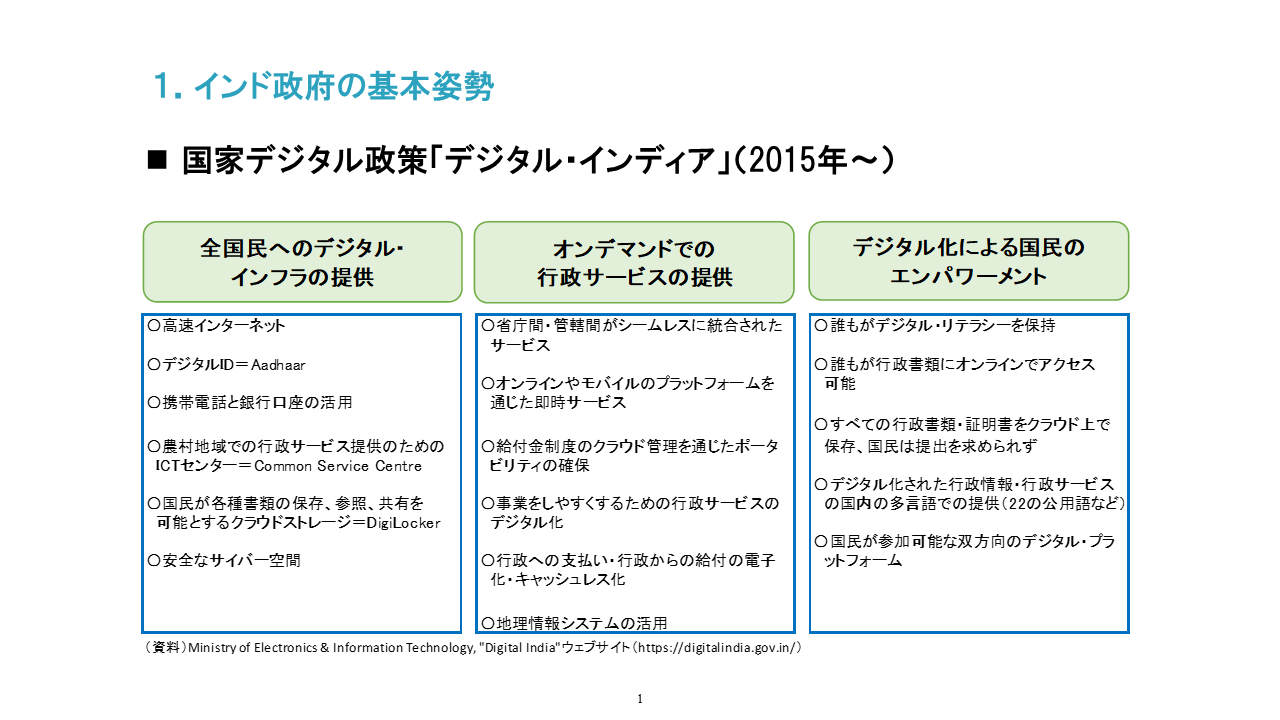 1. インド政府の基本姿勢
■ 国家デジタル政策「デジタル・インディア」(2015年～)
全国民へのデジタル・
インフラの提供
〇高速インターネット
〇デジタルID＝Aadhaar
〇携帯電話と銀行口座の活用
〇農村地域での行政サービス提供のための
ICTセンター＝Common Service Centre
〇国民が各種書類の保存、参照、共有を
可能とするクラウドストレージ＝DigiLocker
〇安全なサイバー空間
オンデマンドでの
行政サービスの提供
〇省庁間・管轄間がシームレスに統合された
サービス
〇オンラインやモバイルのプラットフォームを
通じた即時サービス
〇給付金制度のクラウド管理を通じたポータ
ビリティの確保
〇事業をしやすくするための行政サービスの
デジタル化
〇行政への支払い・行政からの給付の電子
化・キャッシュレス化
〇地理情報システムの活用
デジタル化による国民の
エンパワーメント
〇誰もがデジタル・リテラシーを保持
〇誰もが行政書類にオンラインでアクセス
可能
〇すべての行政書類・証明書をクラウド上で
保存、国民は提出を求められず
〇デジタル化された行政情報・行政サービス
の国内の多言語での提供(22の公用語など)
〇国民が参加可能な双方向のデジタル・プラ
ットフォーム
(資料)Ministry of Electronics & Information Technology, "Digital India"ウェブサイト(https://digitalindia.gov.in/)
1